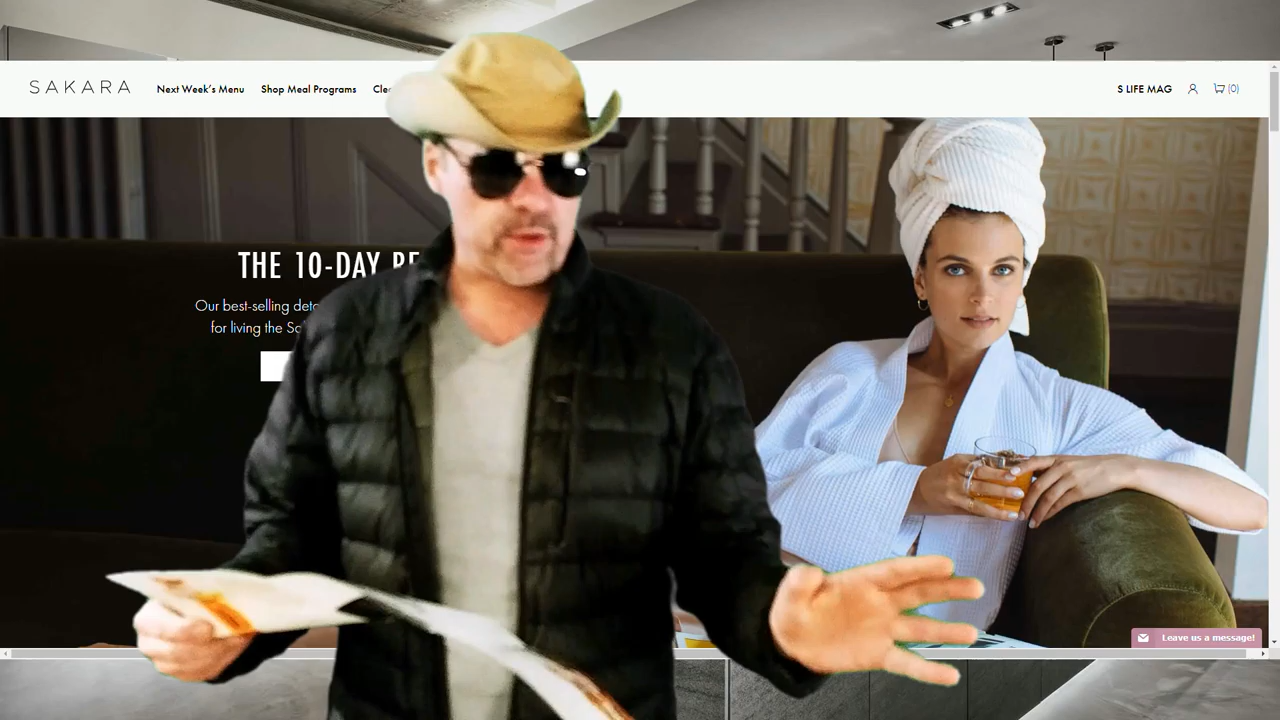 SAKARA
Next Week's Menu
Shop Meal Programs
S LIFE MAG
(0)
THE 10-DAY
Our best-selling
for living the
Leave us a message!